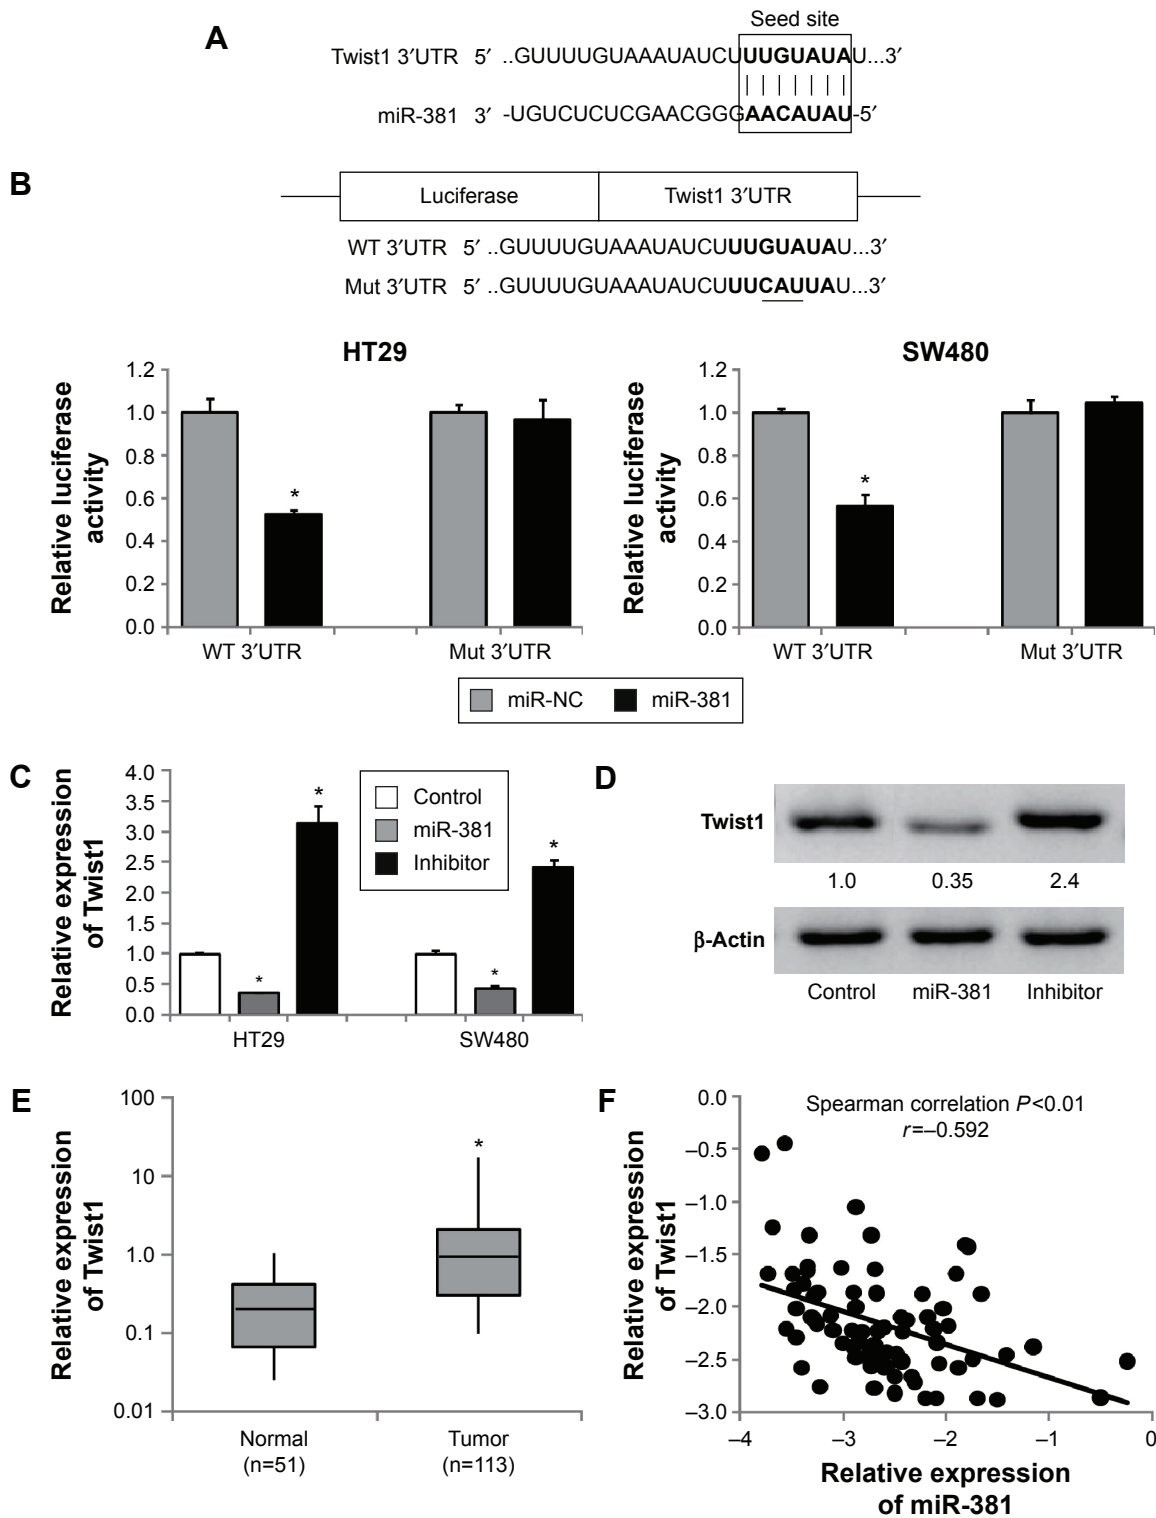 A
Seed site
Twist1 3′UTR 5′ ..GUUUUGUAAAUAUCUUUGUAUAU...3′
miR-381 3′ -UGUCUCUCGAACGGGAACAUAU-5′
B
Luciferase Twist1 3′UTR
WT 3′UTR 5′ ..GUUUUGUAAAUAUCUUUGUAUAU...3′
Mut 3′UTR 5′ ..GUUUUGUAAAUAUCUUUCAUUAU...3′
HT29
Relative luciferase
activity
1.2
1.0
0.8
0.6
0.4
0.2
0.0
*
WT 3′UTR Mut 3′UTR
SW480
Relative luciferase
activity
1.2
1.0
0.8
0.6
0.4
0.2
0.0
*
WT 3′UTR Mut 3′UTR
miR-NC miR-381
C
Relative expression
of Twist1
4.0
3.5
3.0
2.5
2.0
1.5
1.0
0.5
0.0
Control
miR-381
Inhibitor
* * * *
HT29 SW480
D
Twist1
1.0 0.35 2.4
β-Actin
Control miR-381 Inhibitor
E
Relative expression
of Twist1
100
10
1.0
0.1
0.01
*
Normal Tumor
(n=51) (n=113)
F
Relative expression
of Twist1
0.0
–0.5
–1.0
–1.5
–2.0
–2.5
–3.0
Spearman correlation P<0.01
r=–0.592
–4 –3 –2 –1 0
Relative expression
of miR-381